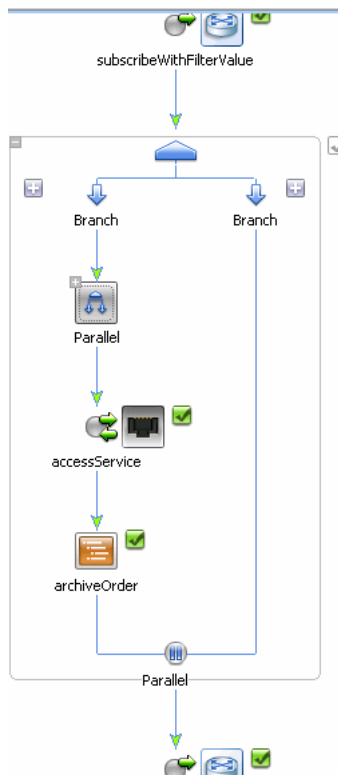 subscribeWithFilterValue
Branch
Branch
Parallel
accessService
archiveOrder
Parallel